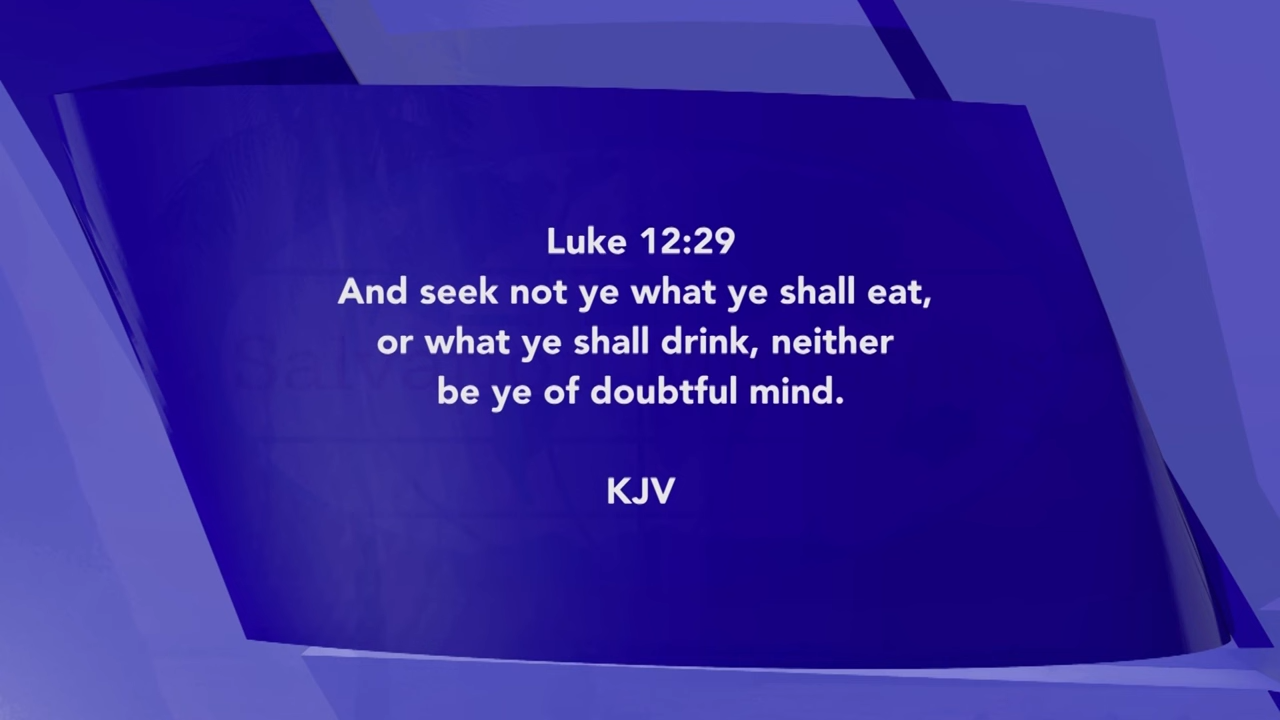 Luke 12:29
And seek not ye what ye shall eat,
or what ye shall drink, neither
be ye of doubtful mind.
KJV